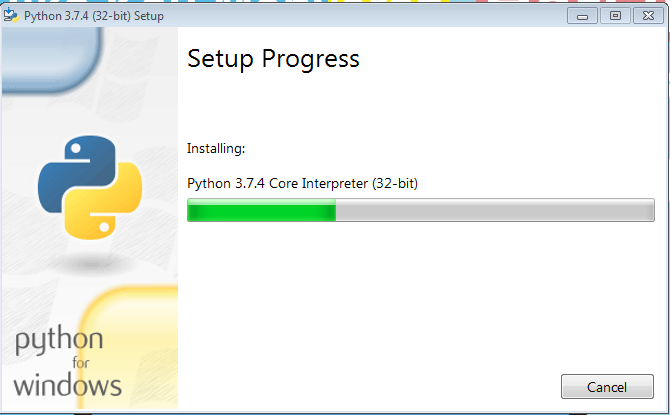 Python 3.7.4 (32-bit) Setup
Setup Progress
Installing:
Python 3.7.4 Core Interpreter (32-bit)
python
for
windows
Cancel